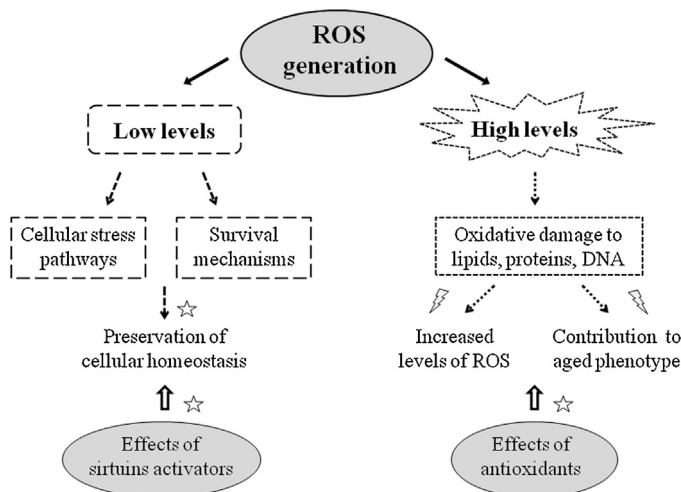 ROS
generation
Low levels
High levels
Cellular stress
pathways
Survival
mechanisms
Oxidative damage to
lipids, proteins, DNA
Preservation of
cellular homeostasis
Increased
levels of ROS
Contribution to
aged phenotype
Effects of
sirtuins activators
Effects of
antioxidants